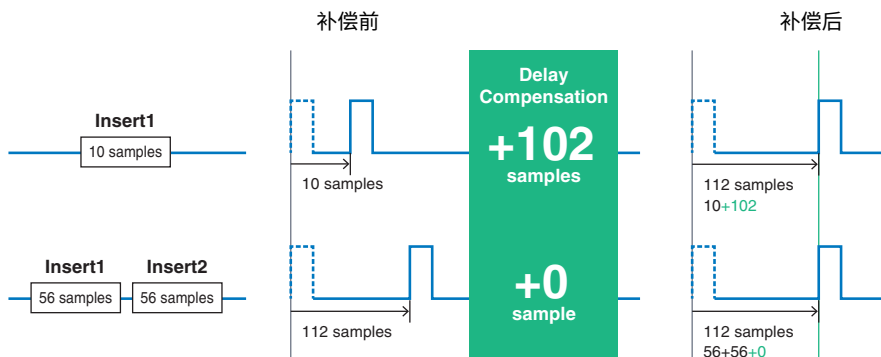 补偿前
补偿后
Delay
Compensation
Insert1
10 samples
10 samples
+102
samples
112 samples
10+102
Insert1
Insert2
56 samples
56 samples
112 samples
+0
sample
112 samples
56+56+0